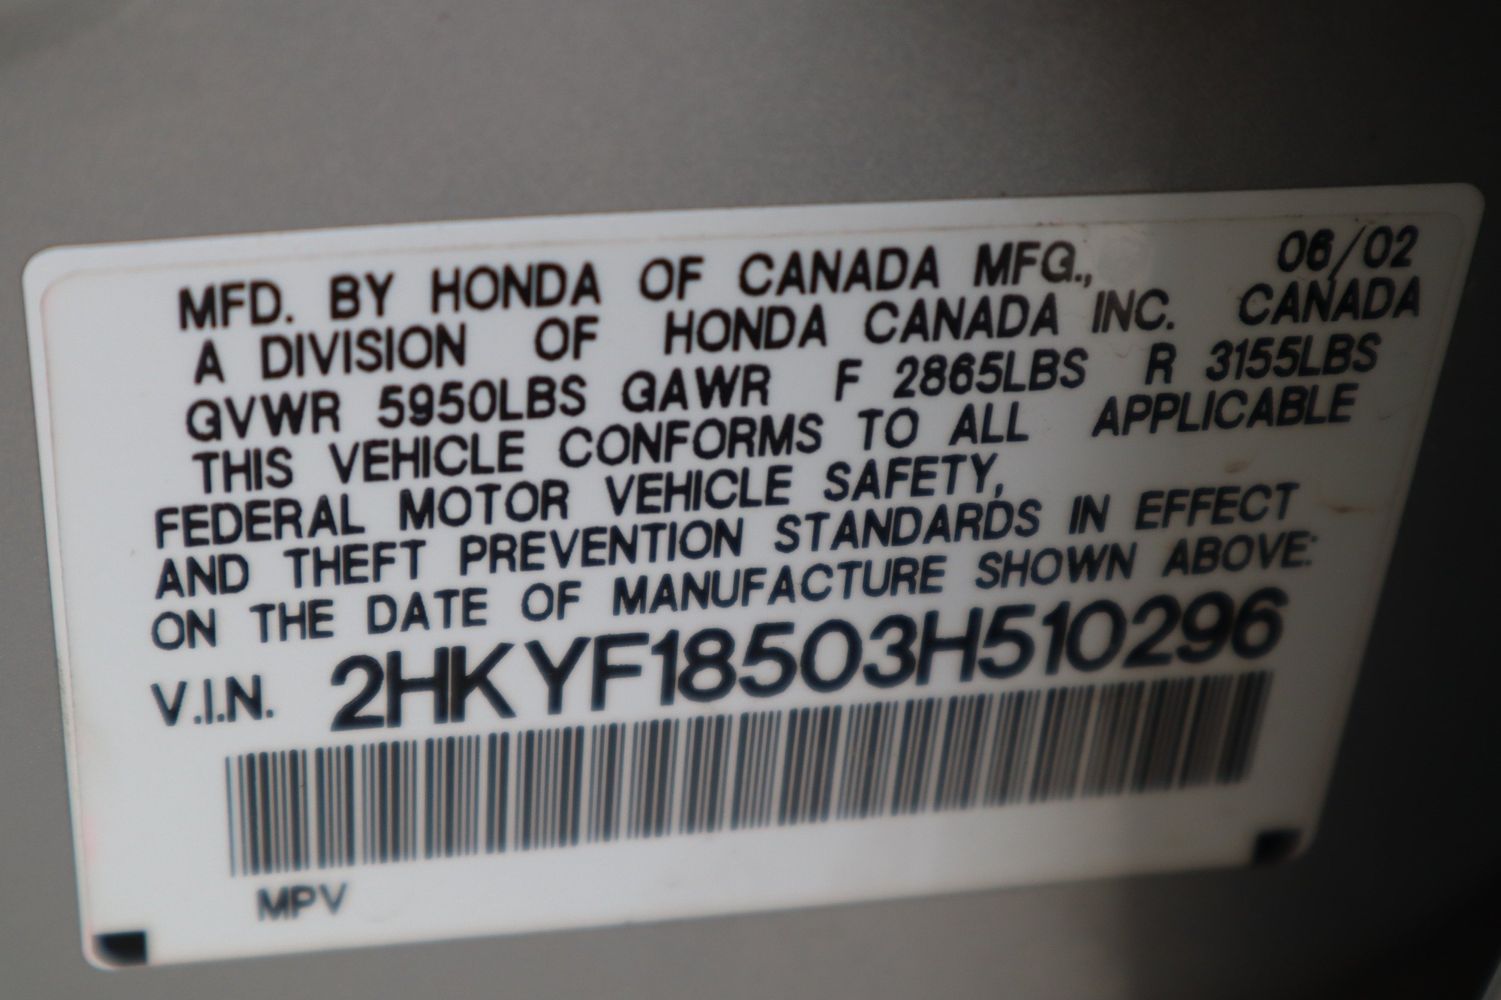 MFD. BY HONDA OF CANADA MFG., 06/02
A DIVISION OF HONDA CANADA INC. CANADA
GVWR 5950LBS GAWR F 2865LBS R 3155LBS
THIS VEHICLE CONFORMS TO ALL APPLICABLE
FEDERAL MOTOR VEHICLE SAFETY,
AND THEFT PREVENTION STANDARDS IN EFFECT
ON THE DATE OF MANUFACTURE SHOWN ABOVE:
V.I.N. 2HKYF18503H510296
MPV